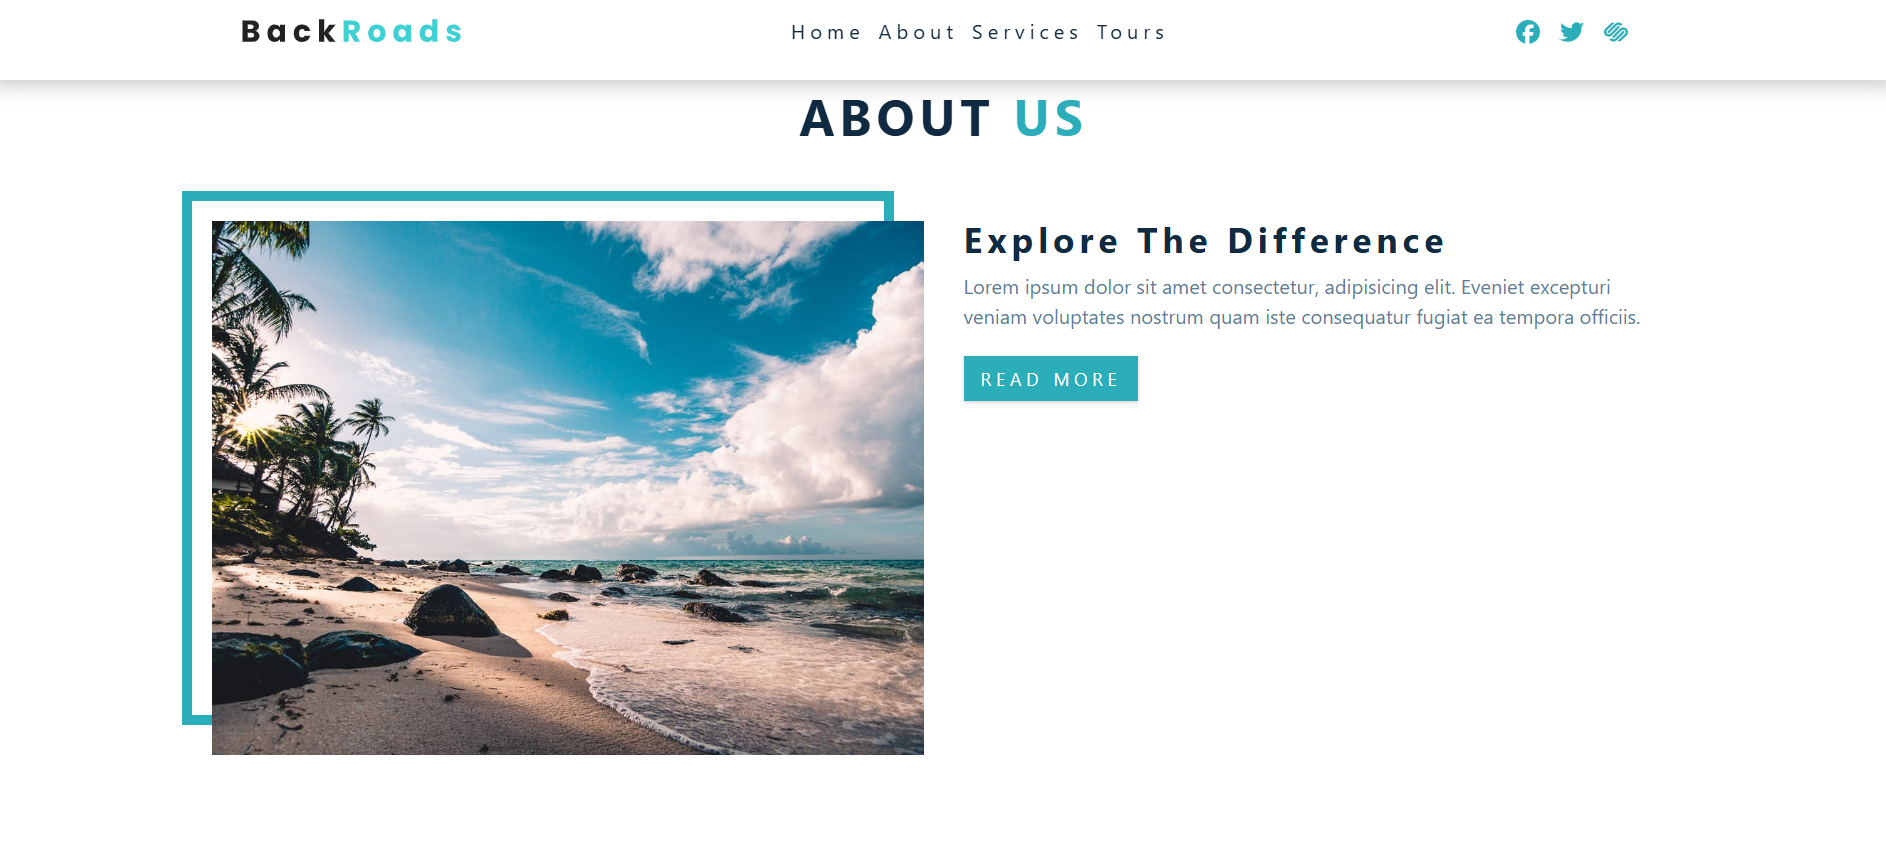 BackRoads
Home About Services Tours
ABOUT US
Explore The Difference
Lorem ipsum dolor sit amet consectetur, adipisicing elit. Eveniet excepturi
veniam voluptates nostrum quam iste consequatur fugiat ea tempora officiis.
READ MORE